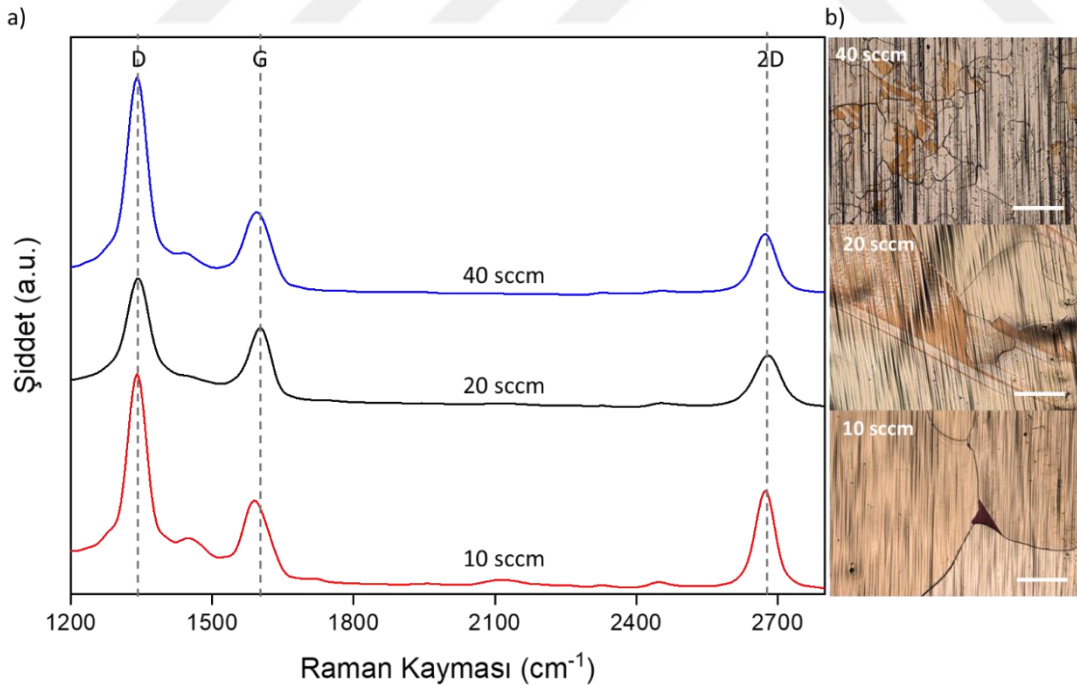 a)
D
G
2D
40 sccm
20 sccm
10 sccm
Şiddet (a.u.)
1200
1500
1800
2100
2400
2700
Raman Kayması (cm⁻¹)
b)
40 sccm
20 sccm
10 sccm